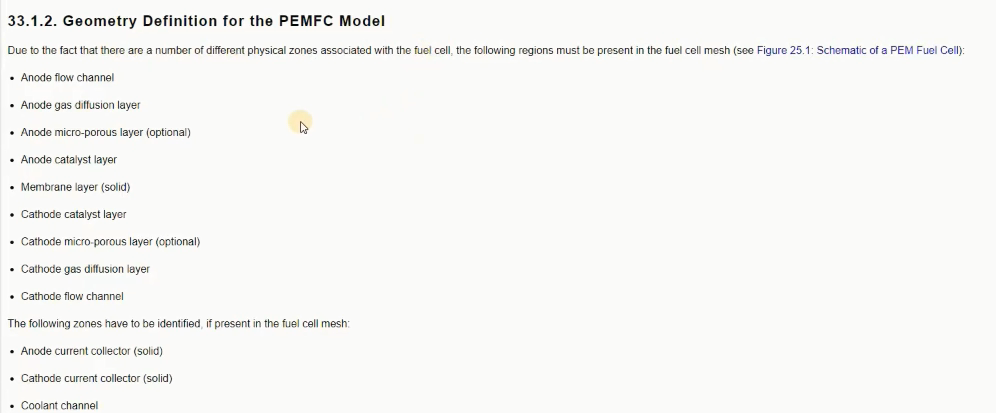 33.1.2. Geometry Definition for the PEMFC Model
Due to the fact that there are a number of different physical zones associated with the fuel cell, the following regions must be present in the fuel cell mesh (see Figure 25.1: Schematic of a PEM Fuel Cell):
• Anode flow channel
• Anode gas diffusion layer
• Anode micro-porous layer (optional)
• Anode catalyst layer
• Membrane layer (solid)
• Cathode catalyst layer
• Cathode micro-porous layer (optional)
• Cathode gas diffusion layer
• Cathode flow channel
The following zones have to be identified, if present in the fuel cell mesh:
• Anode current collector (solid)
• Cathode current collector (solid)
• Coolant channel